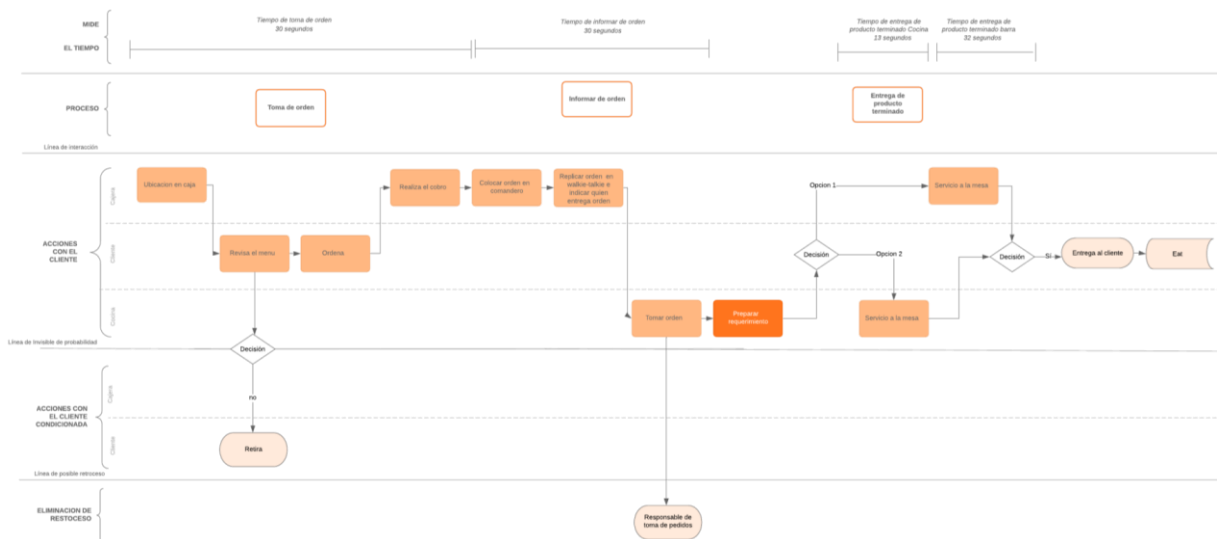 MIDE
EL TIEMPO
Tiempo de toma de orden
30 segundos
Tiempo de informar de orden
30 segundos
Tiempo de entrega de
producto terminado Cocina
13 segundos
Tiempo de entrega de
producto terminado barra
32 segundos
PROCESO
Toma de orden
Informar de orden
Entrega de
producto
terminado
Línea de interacción
ACCIONES
CON EL
CLIENTE
Cajera
Ubicacion en caja
Realiza el cobro
Colocar orden en
comandero
Replicar orden en
walkie-talkie e
indicar quien
entrega orden
Opcion 1
Servicio a la mesa
Cliente
Revisa el menu
Ordena
Decisión
Opcion 2
Decisión
Si
Entrega al cliente
Eat
Cocina
Tomar orden
Preparar
requerimiento
Servicio a la mesa
Línea de invisible de probabilidad
Decisión
ACCIONES CON
EL CLIENTE
CONDICIONADA
Cajera
no
Cliente
Retira
Línea de posible retroceso
ELIMINACION DE
RESTOCESO
Responsable de
toma de pedidos